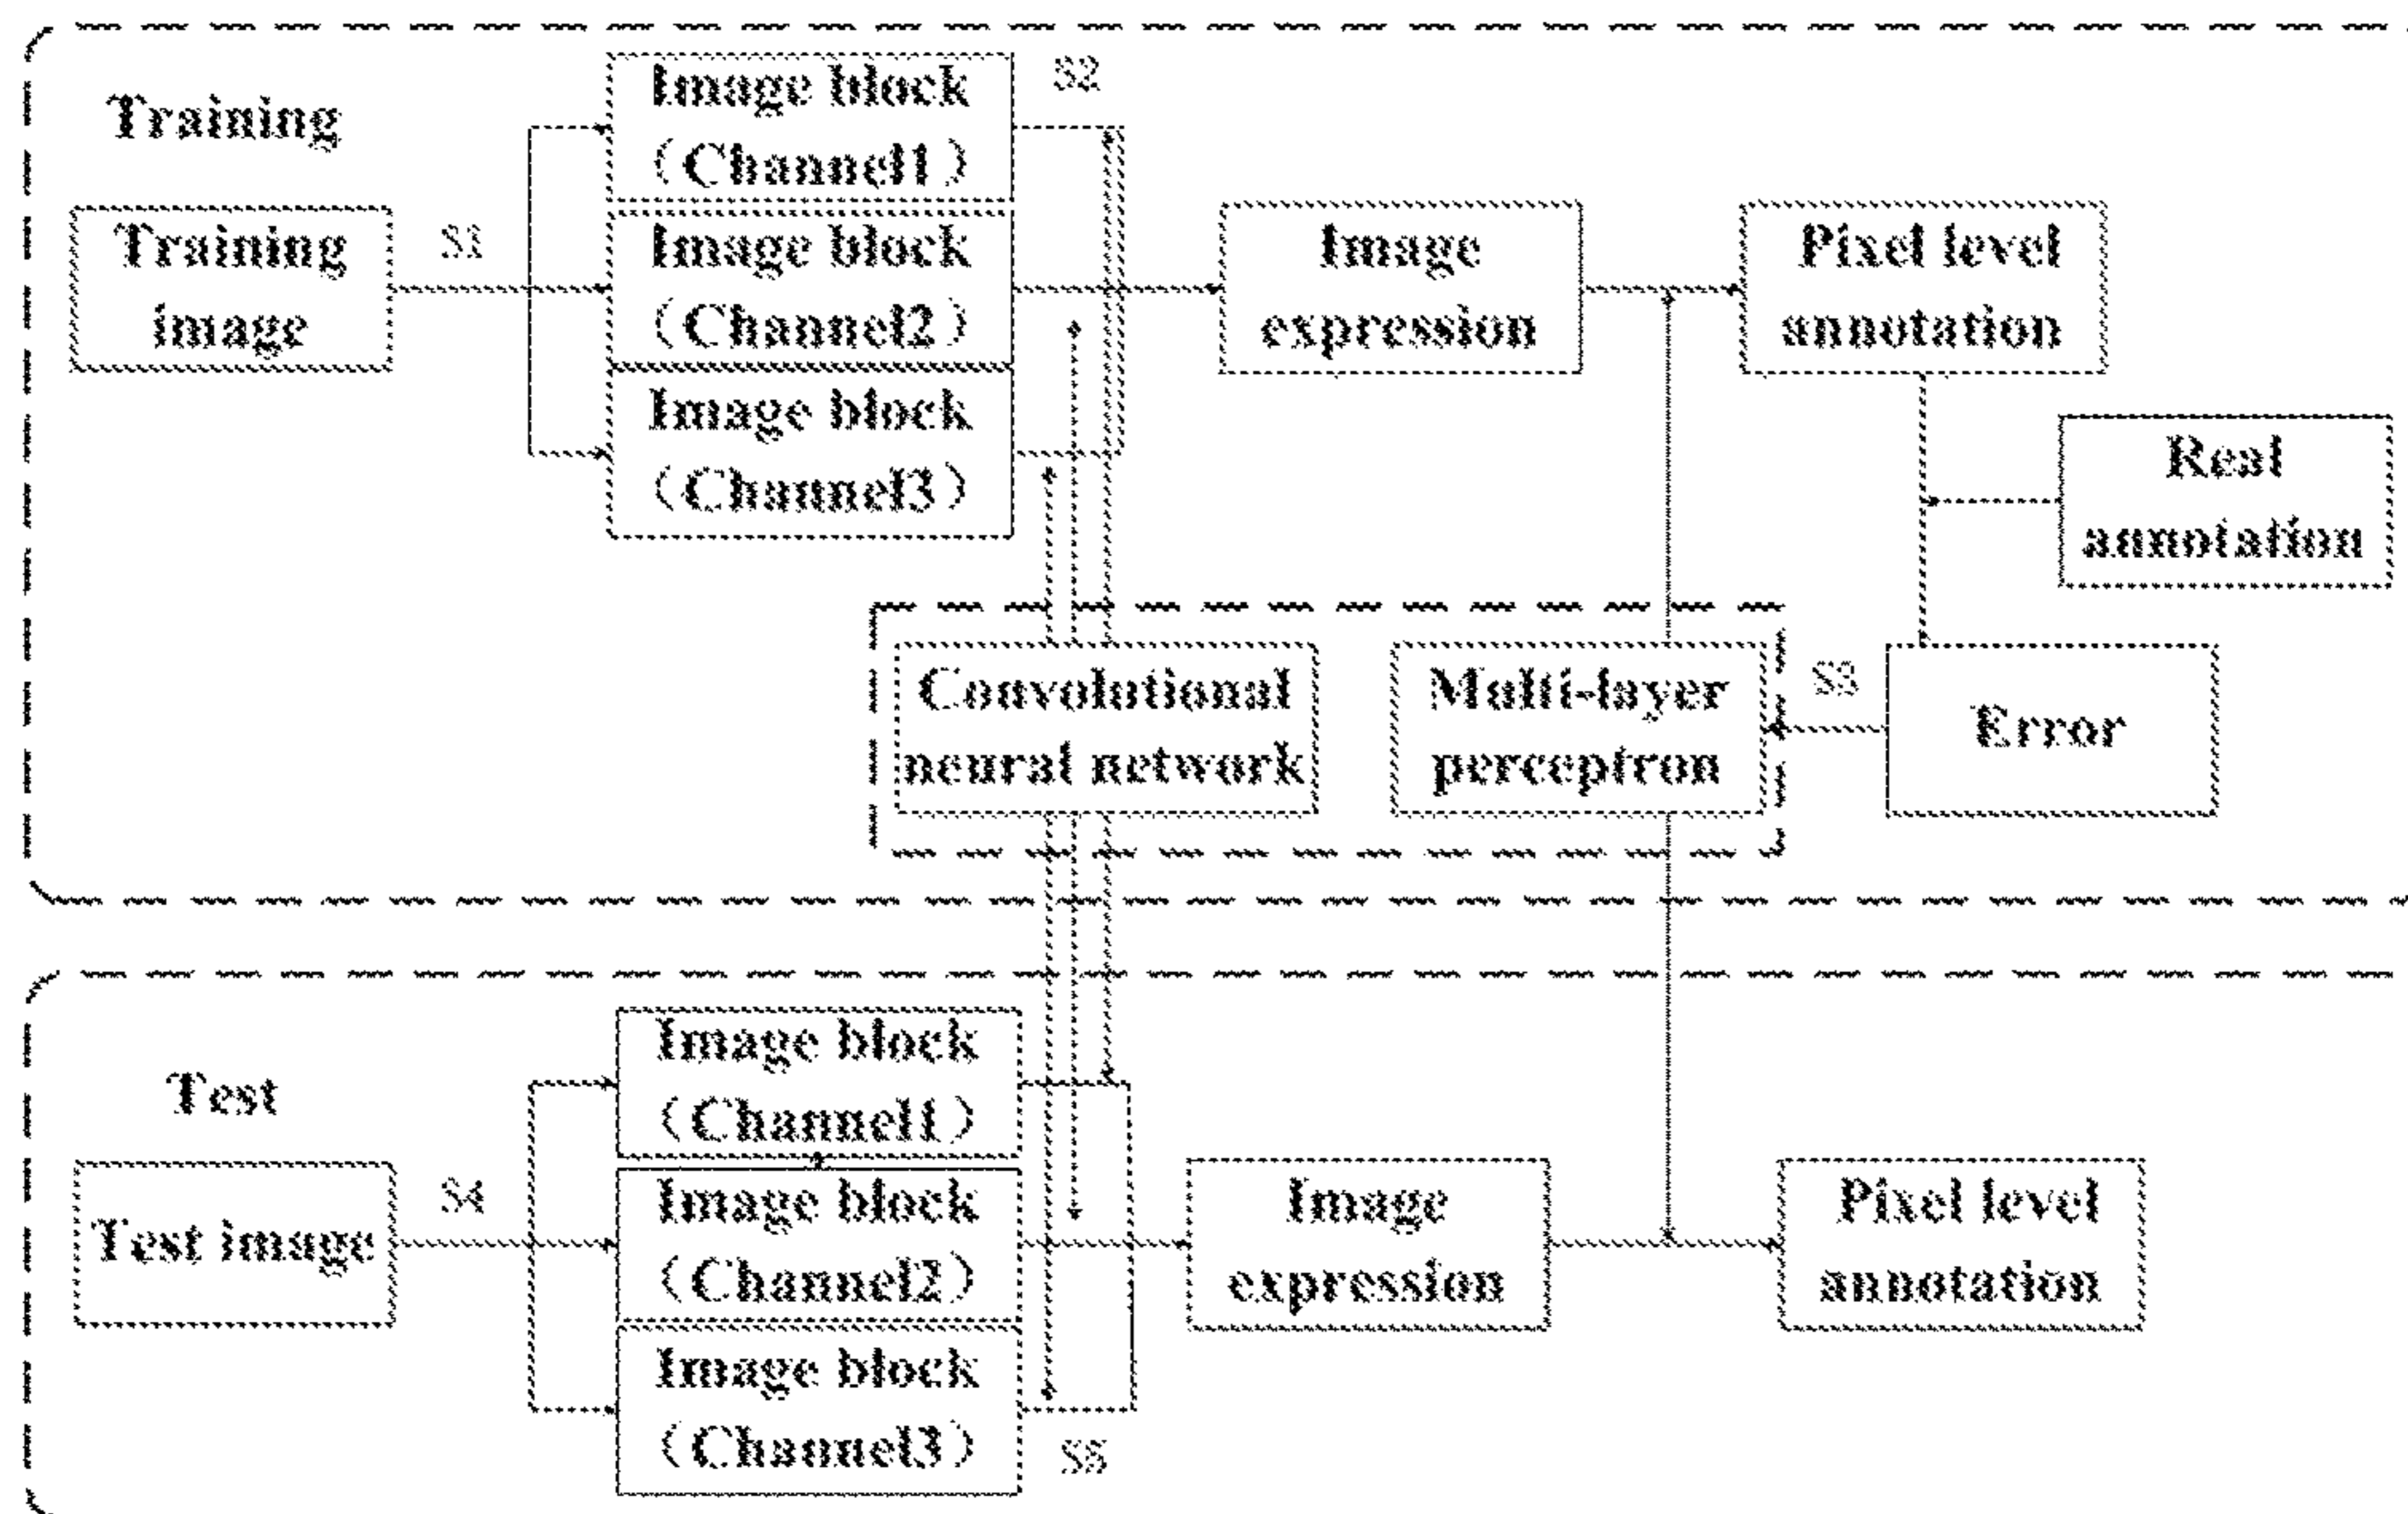 Training
Training
image
S1
Image block
(Channel1)
Image block
(Channel2)
Image block
(Channel3)
S2
Image
expression
Pixel level
annotation
Real
annotation
Convolutional
neural network
Multi-layer
perceptron
S3
Error
Test
Test image
S4
Image block
(Channel1)
Image block
(Channel2)
Image block
(Channel3)
S5
Image
expression
Pixel level
annotation